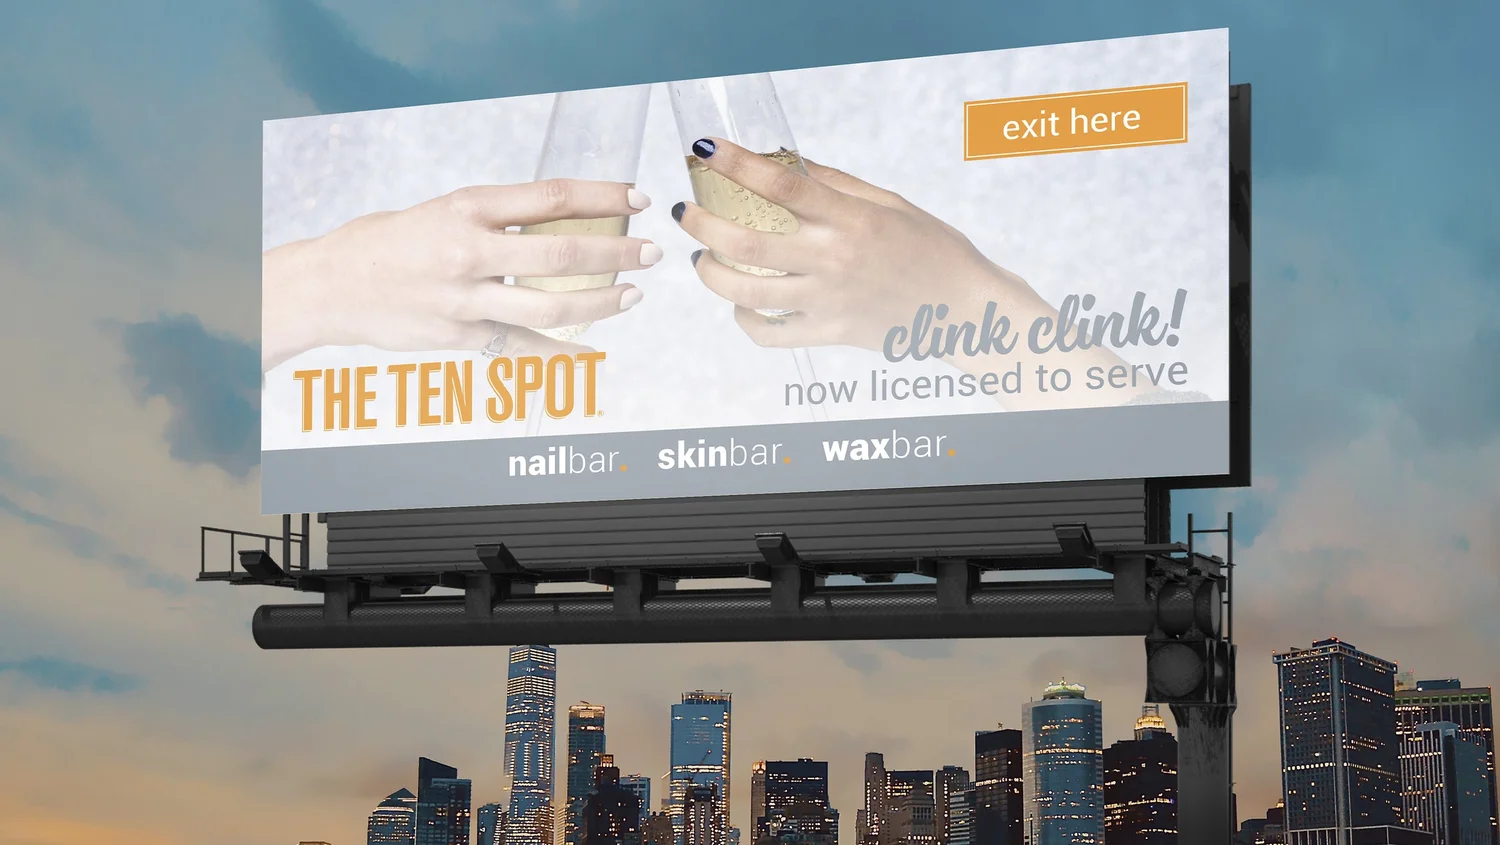 exit here
clink clink!
now licensed to serve
THE TEN SPOT®
nailbar. skinbar. waxbar.